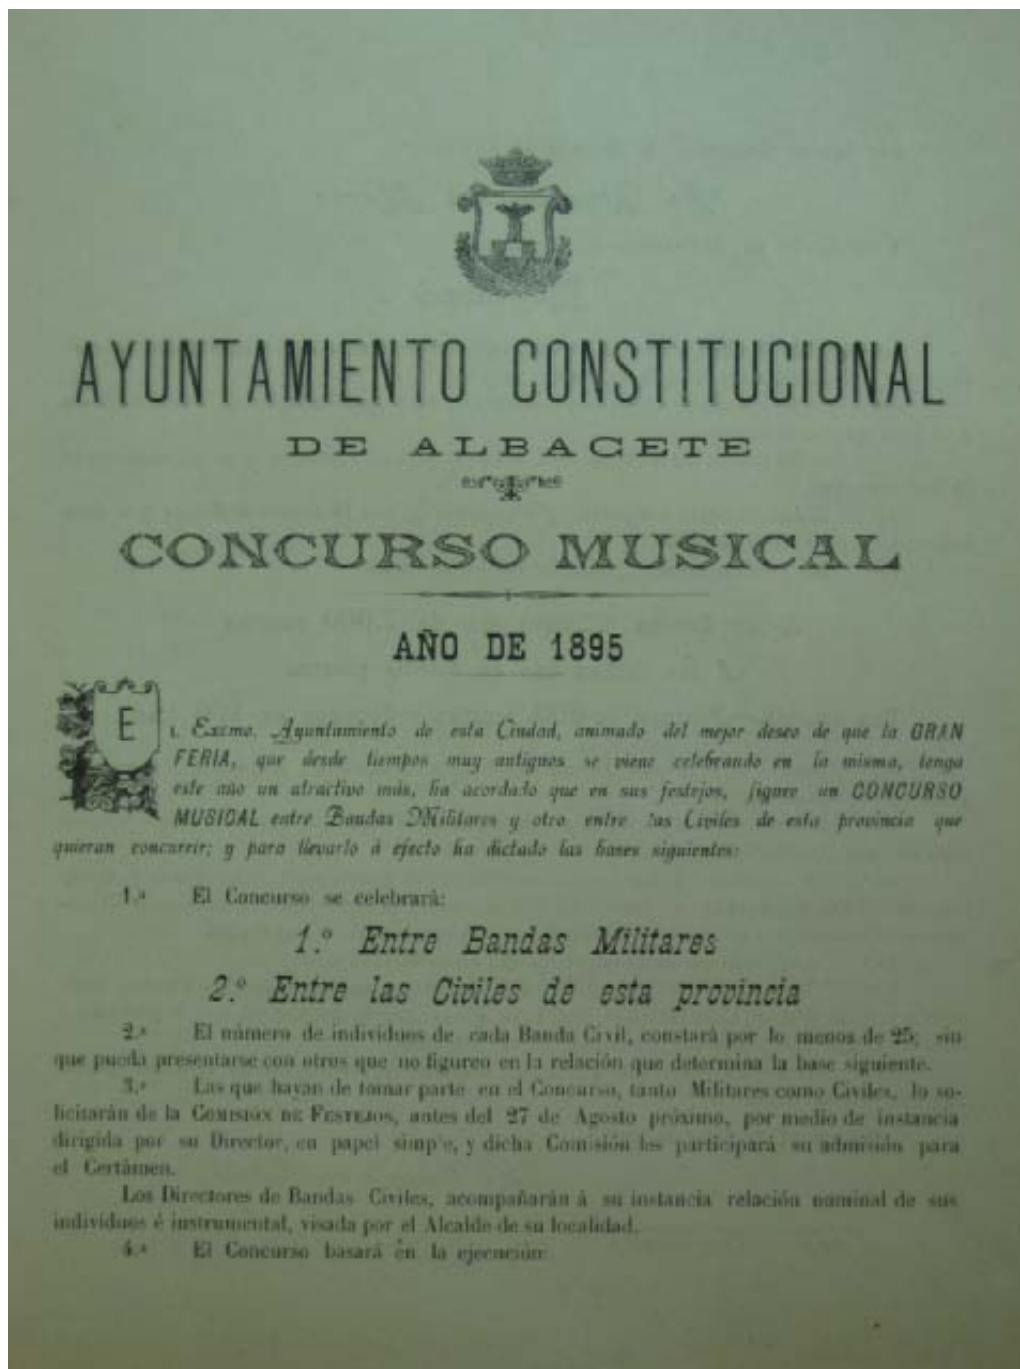 AYUNTAMIENTO CONSTITUCIONAL
DE ALBACETE
CONCURSO MUSICAL
AÑO DE 1895
EL Excmo. Ayuntamiento de esta Ciudad, animado del mejor deseo de que la GRAN
FERIA, que desde tiempos muy antiguos se viene celebrando en la misma, tenga
este año un atractivo más, ha acordado que en sus festejos, figure un CONCURSO
MUSICAL entre Bandas Militares y otro entre las Civiles de esta provincia que
quieran concurrir; y para llevarlo á efecto ha dictado las bases siguientes:
1.ª El Concurso se celebrará:
1.º Entre Bandas Militares
2.º Entre las Civiles de esta provincia
2.ª El número de individuos de cada Banda Civil, constará por lo menos de 25; sin
que pueda presentarse con otros que no figuren en la relación que determina la base siguiente.
3.ª Las que hayan de tomar parte en el Concurso, tanto Militares como Civiles, lo so-
licitarán de la COMISIÓN DE FESTEJOS, antes del 27 de Agosto próximo, por medio de instancia
dirigida por su Director, en papel simple, y dicha Comisión les participará su admisión para
el Certámen.
Los Directores de Bandas Civiles, acompañarán á su instancia relación nominal de sus
individuos é instrumental, visada por el Alcalde de su localidad.
4.ª El Concurso basará en la ejecución: